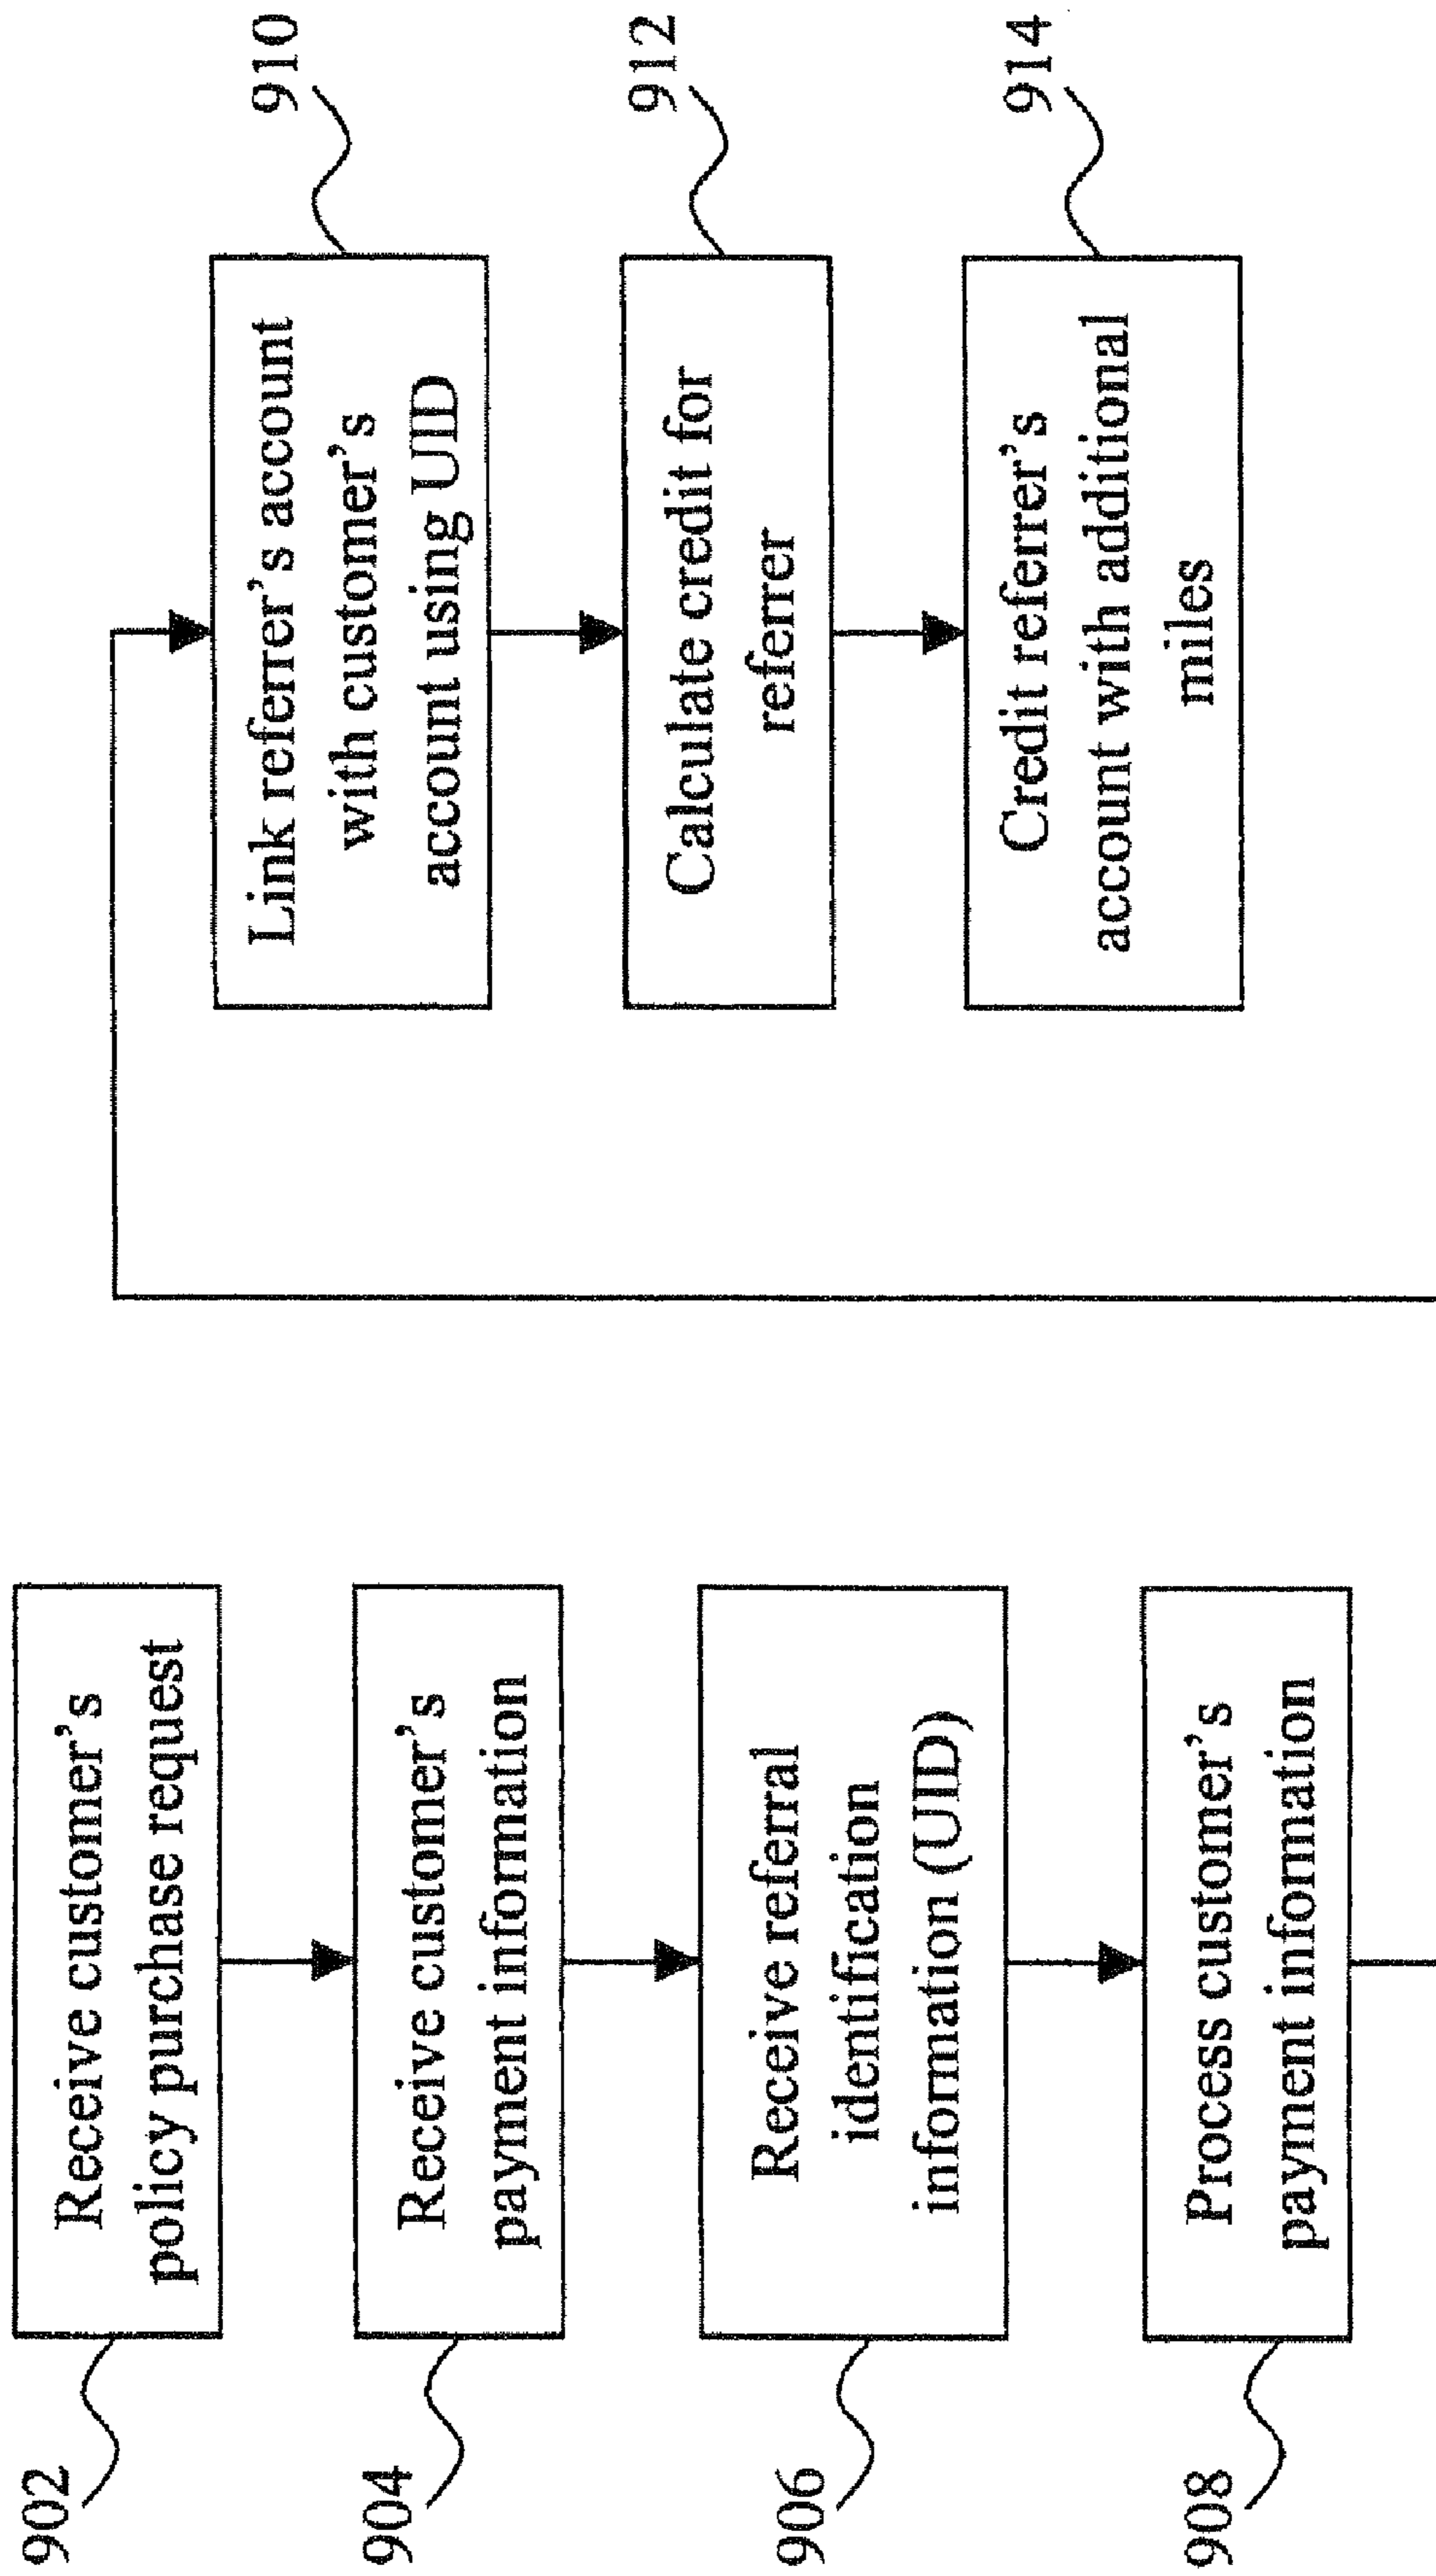 902
Receive customer's
policy purchase request
904
Receive customer's
payment information
906
Receive referral
identification
information (UID)
908
Process customer's
payment information
910
Link referrer's account
with customer's
account using UID
912
Calculate credit for
referrer
914
Credit referrer's
account with additional
miles